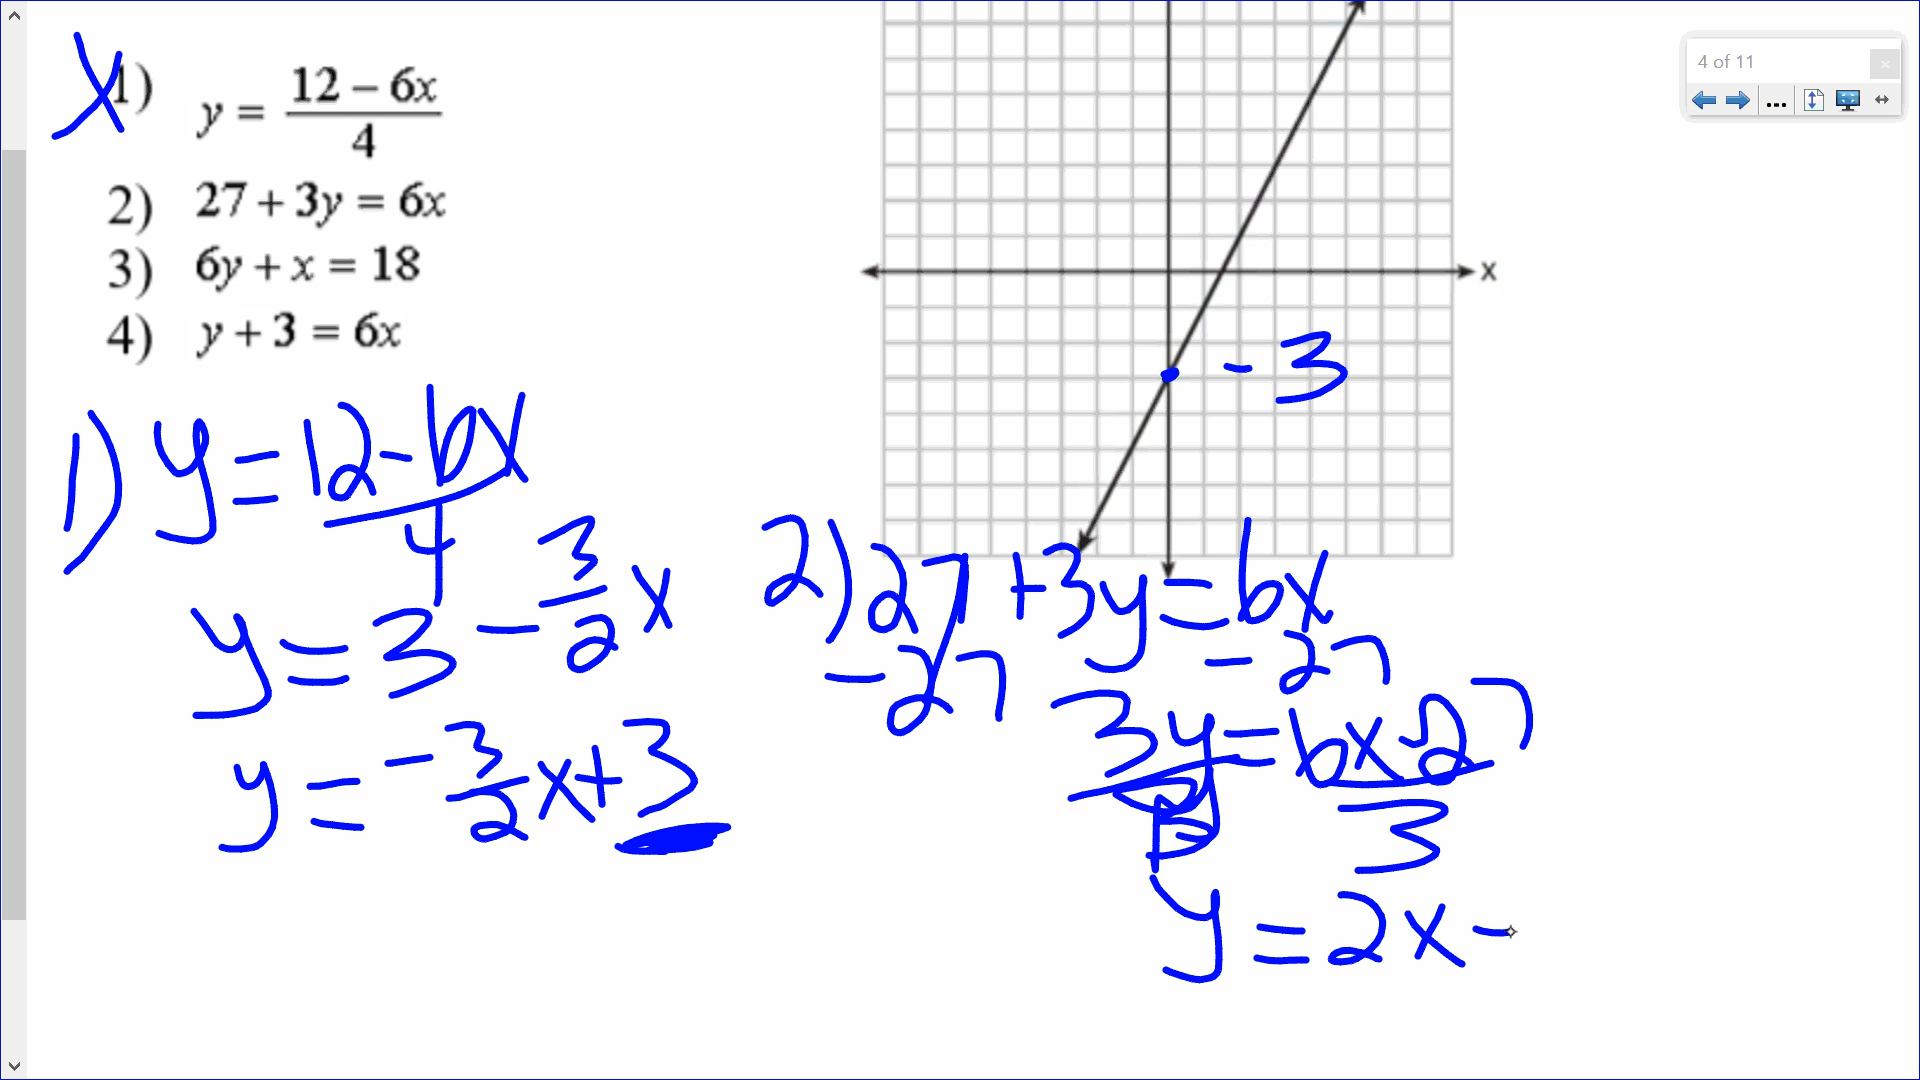 1) y = (12 − 6x)/4
2) 27 + 3y = 6x
3) 6y + x = 18
4) y + 3 = 6x
x
-3
1) y = (12 - 6x)/4
y = 3 - 3/2 x
y = -3/2 x + 3
2) 27 + 3y = 6x
-27 -27
3y = 6x - 27
3
y = 2x -
4 of 11